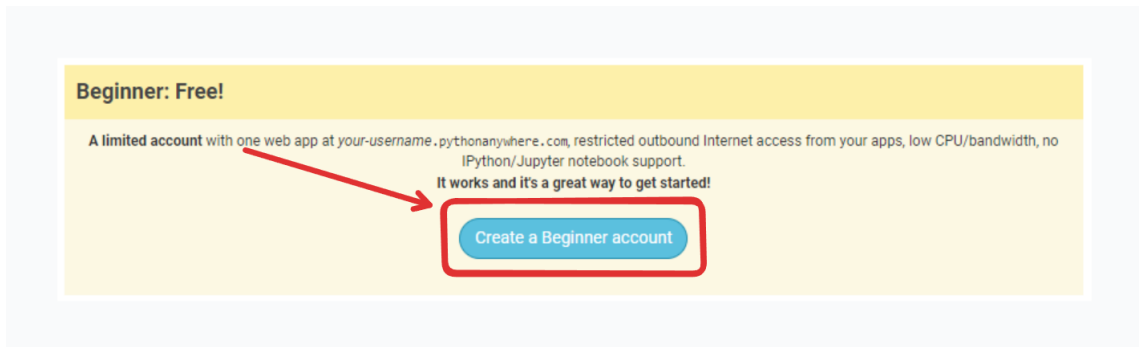 Beginner: Free!
A limited account with one web app at your-username.pythonanywhere.com, restricted outbound Internet access from your apps, low CPU/bandwidth, no
IPython/Jupyter notebook support.
It works and it's a great way to get started!
Create a Beginner account